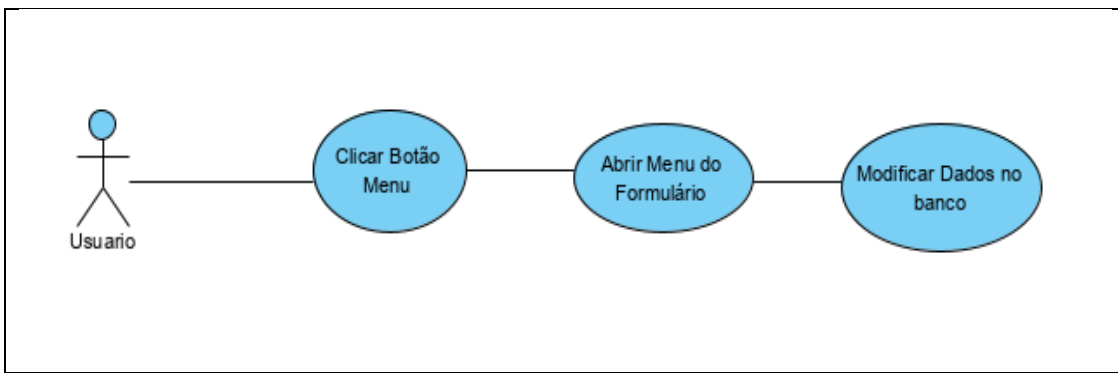 Clicar Botão
Menu
Abrir Menu do
Formulário
Modificar Dados no
banco
Usuario